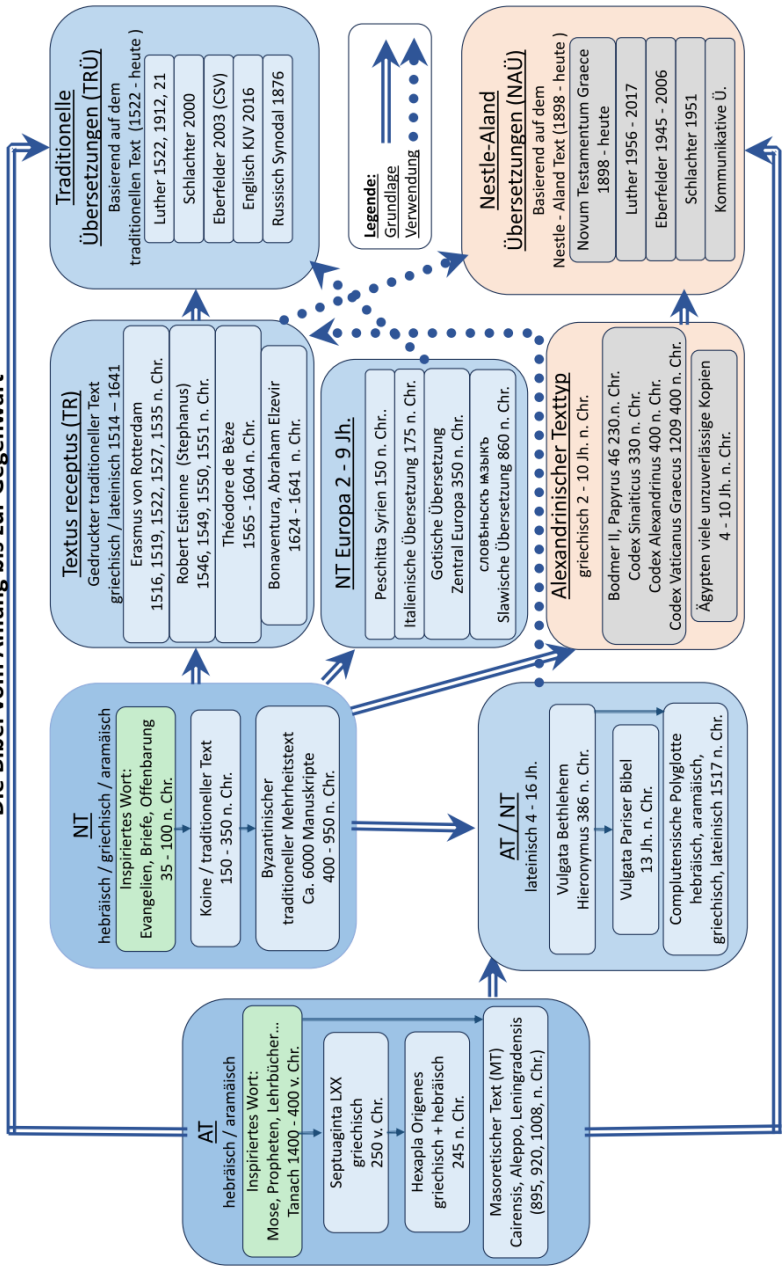 Die Bibel vom Anfang bis zur Gegenwart
AT
hebräisch / aramäisch
Inspiriertes Wort:
Mose, Propheten, Lehrbücher...
Tanach 1400 - 400 v. Chr.
Septuaginta LXX
griechisch
250 v. Chr.
Hexapla Origenes
griechisch + hebräisch
245 n. Chr.
Masoretischer Text (MT)
Cairensis, Aleppo, Leningradensis
(895, 920, 1008, n. Chr.)
NT
hebräisch / griechisch / aramäisch
Inspiriertes Wort:
Evangelien, Briefe, Offenbarung
35 - 100 n. Chr.
Koine / traditioneller Text
150 - 350 n. Chr.
Byzantinischer
traditioneller Mehrheitstext
Ca. 6000 Manuskripte
400 - 950 n. Chr.
AT / NT
lateinisch 4 - 16 Jh.
Vulgata Bethlehem
Hieronymus 386 n. Chr.
Vulgata Pariser Bibel
13 Jh. n. Chr.
Complutensische Polyglotte
hebräisch, aramäisch,
griechisch, lateinisch 1517 n. Chr.
Textus receptus (TR)
Gedruckter traditioneller Text
griechisch / lateinisch 1514 – 1641
Erasmus von Rotterdam
1516, 1519, 1522, 1527, 1535 n. Chr.
Robert Estienne (Stephanus)
1546, 1549, 1550, 1551 n. Chr.
Théodore de Bèze
1565 - 1604 n. Chr.
Bonaventura, Abraham Elzevir
1624 - 1641 n. Chr.
NT Europa 2 - 9 Jh.
Peschitta Syrien 150 n. Chr..
Italienische Übersetzung 175 n. Chr.
Gotische Übersetzung
Zentral Europa 350 n. Chr.
словѣньскъ ѩзыкъ
Slawische Übersetzung 860 n. Chr.
Alexandrinischer Texttyp
griechisch 2 - 10 Jh. n. Chr.
Bodmer II, Papyrus 46 230.n. Chr.
Codex Sinaiticus 330 n. Chr.
Codex Alexandrinus 400 n. Chr.
Codex Vaticanus Graecus 1209 400 n. Chr.
Ägypten viele unzuverlässige Kopien
4 - 10 Jh. n. Chr.
Traditionelle
Übersetzungen (TRÜ)
Basierend auf dem
traditionellen Text (1522 - heute )
Luther 1522, 1912, 21
Schlachter 2000
Eberfelder 2003 (CSV)
Englisch KJV 2016
Russisch Synodal 1876
Legende:
Grundlage
Verwendung
Nestle-Aland
Übersetzungen (NAÜ)
Basierend auf dem
Nestle - Aland Text (1898 - heute )
Novum Testamentum Graece
1898 - heute
Luther 1956 - 2017
Eberfelder 1945 - 2006
Schlachter 1951
Kommunikative Ü.